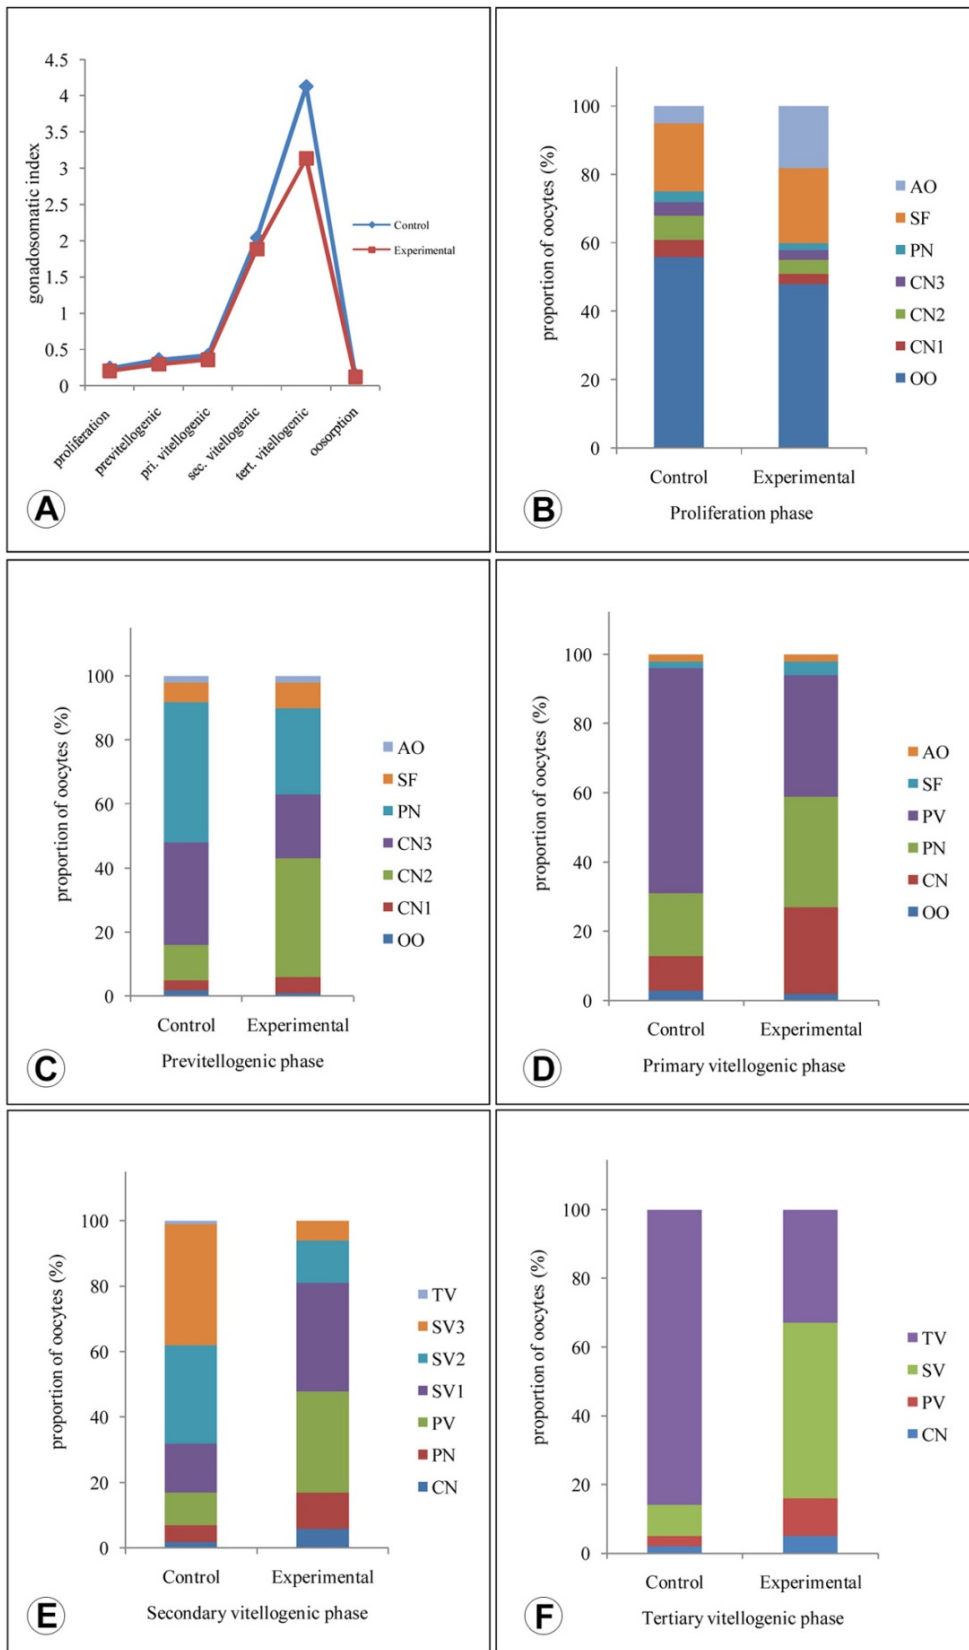 4.5
4
3.5
3
2.5
2
1.5
1
0.5
0
gonadosomatic index
Control
Experimental
proliferation
previtellogenic
pri. vitellogenic
sec. vitellogenic
tert. vitellogenic
oosorption
A
100
80
60
40
20
0
proportion of oocytes (%)
AO
SF
PN
CN3
CN2
CN1
OO
Control Experimental
Proliferation phase
B
100
80
60
40
20
0
proportion of oocytes (%)
AO
SF
PN
CN3
CN2
CN1
OO
Control Experimental
Previtellogenic phase
C
100
80
60
40
20
0
proportion of oocytes (%)
AO
SF
PV
PN
CN
OO
Control Experimental
Primary vitellogenic phase
D
100
80
60
40
20
0
proportion of oocytes (%)
TV
SV3
SV2
SV1
PV
PN
CN
Control Experimental
Secondary vitellogenic phase
E
100
80
60
40
20
0
proportion of oocytes (%)
TV
SV
PV
CN
Control Experimental
Tertiary vitellogenic phase
F